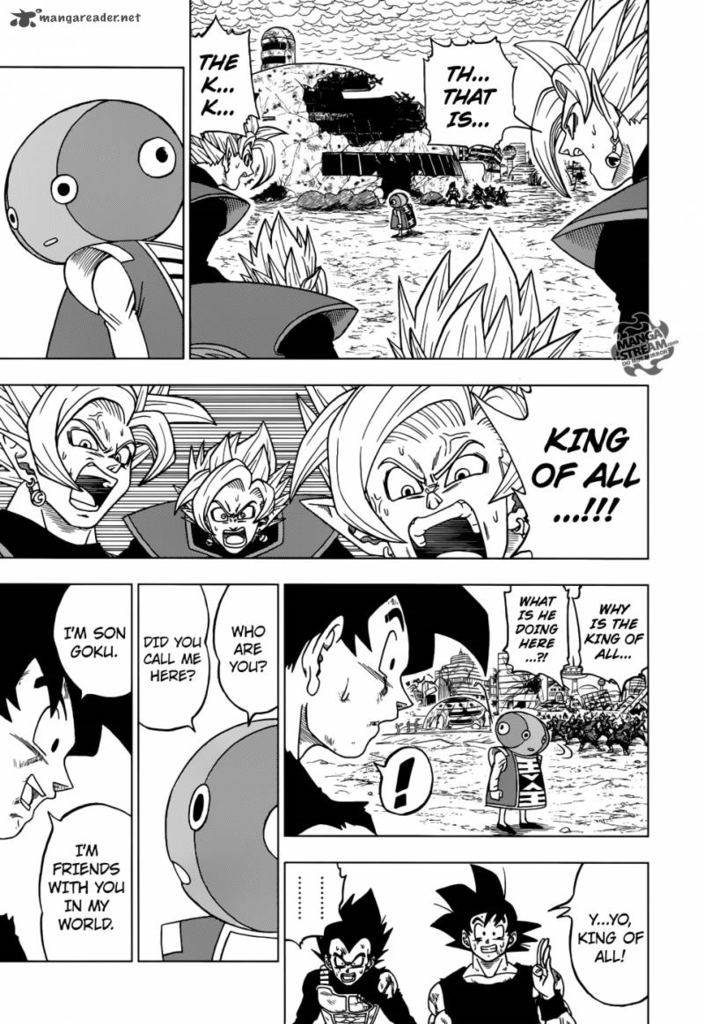 mangareader.net
TH...
THAT
IS...
THE
K...
K...
MANGA
STREAM
KING
OF ALL
...!!!
WHY
IS THE
KING OF
ALL...
WHAT
IS HE
DOING
HERE
...?!
!
Y...YO,
KING OF
ALL!
WHO
ARE
YOU?
DID YOU
CALL ME
HERE?
I'M SON
GOKU.
I'M
FRIENDS
WITH YOU
IN MY
WORLD.